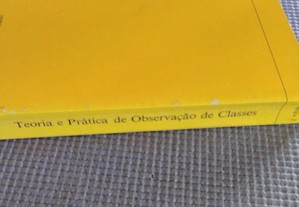 Teoria e Prática de Observação de Classes